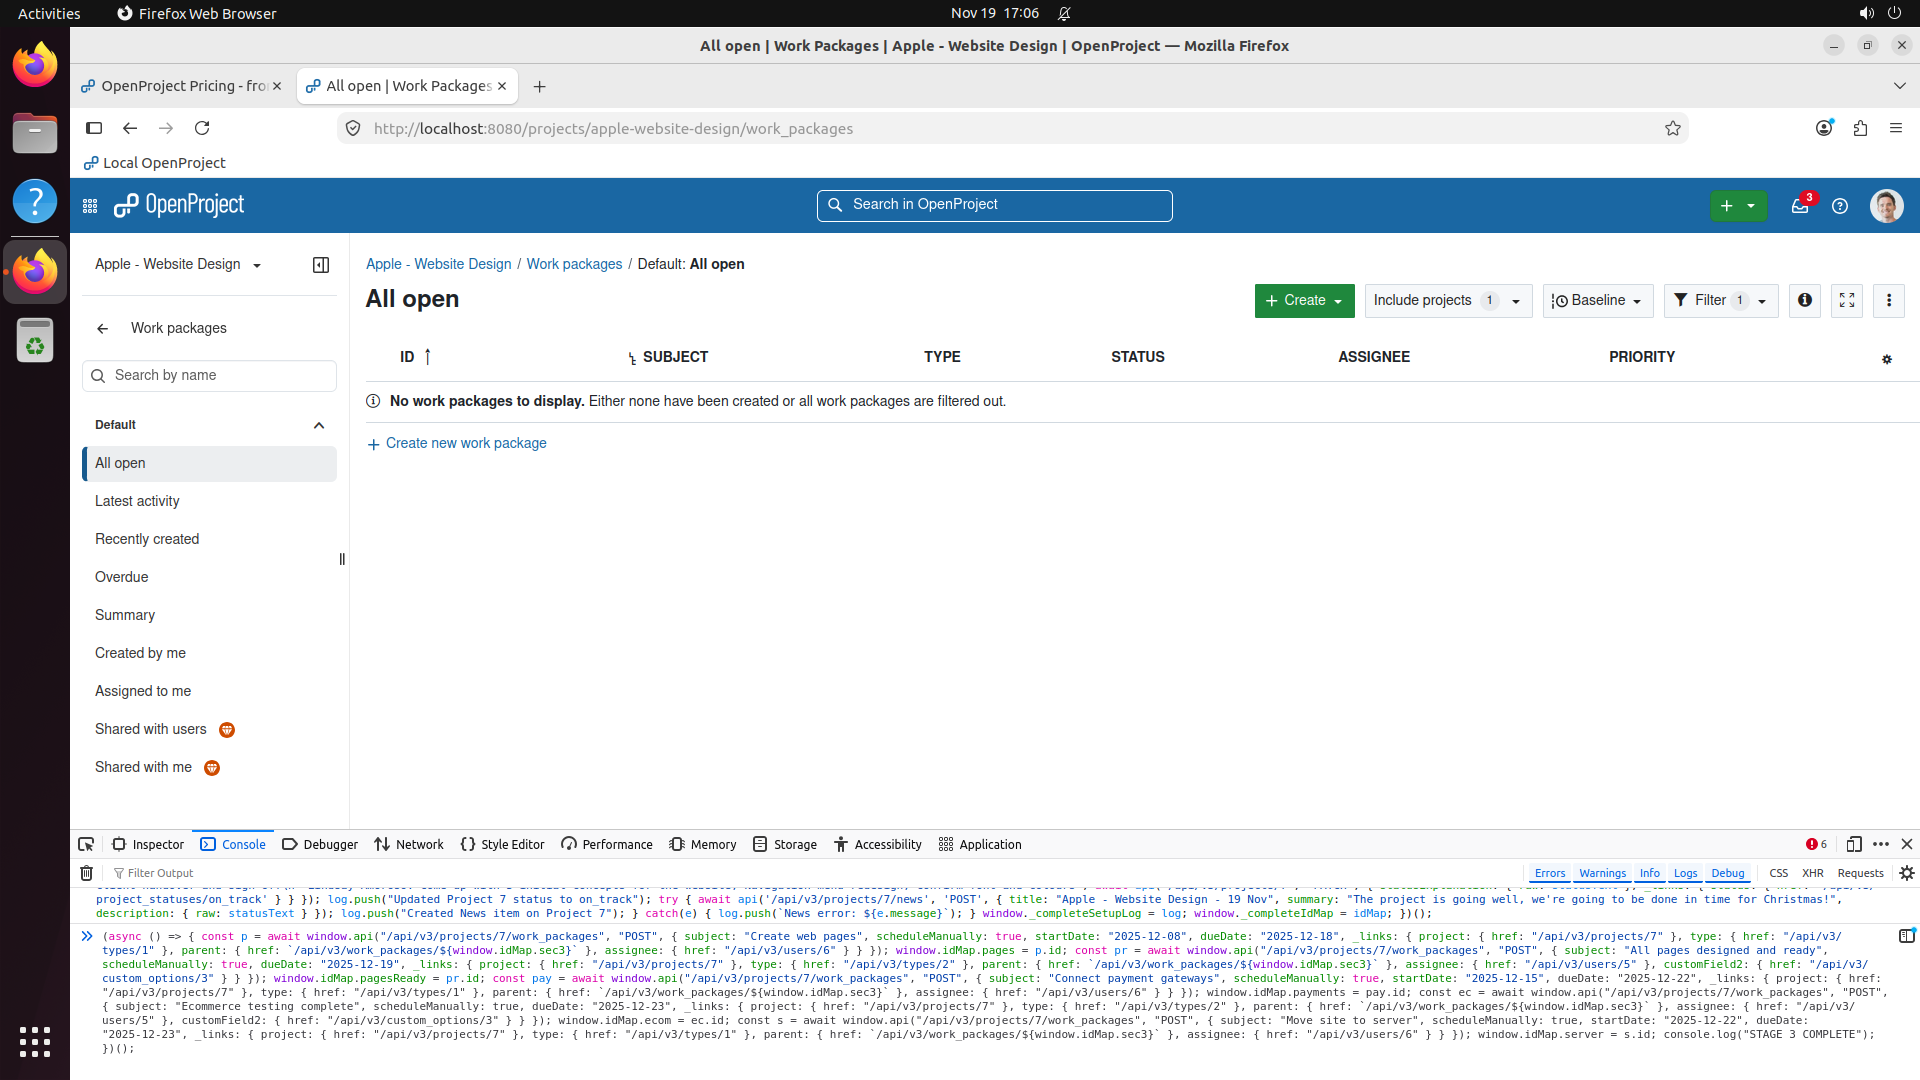 Activities
Firefox Web Browser
Nov 19 17:06
All open | Work Packages | Apple - Website Design | OpenProject — Mozilla Firefox
OpenProject Pricing - fro
All open | Work Packages
http://localhost:8080/projects/apple-website-design/work_packages
Local OpenProject
OpenProject
Search in OpenProject
3
Apple - Website Design
Work packages
Search by name
Default
All open
Latest activity
Recently created
Overdue
Summary
Created by me
Assigned to me
Shared with users
Shared with me
Apple - Website Design / Work packages / Default: All open
All open
Create
Include projects 1
Baseline
Filter 1
ID SUBJECT TYPE STATUS ASSIGNEE PRIORITY
No work packages to display. Either none have been created or all work packages are filtered out.
Create new work package
Inspector Console Debugger Network Style Editor Performance Memory Storage Accessibility Application
6
Filter Output
Errors Warnings Info Logs Debug CSS XHR Requests
project_statuses/on_track' } } }); log.push("Updated Project 7 status to on_track"); try { await api('/api/v3/projects/7/news', 'POST', { title: "Apple - Website Design - 19 Nov", summary: "The project is going well, we're going to be done in time for Christmas!",
description: { raw: statusText } }); log.push("Created News item on Project 7"); } catch(e) { log.push(`News error: ${e.message}`); } window._completeSetupLog = log; window._completeIdMap = idMap; })();
(async () => { const p = await window.api("/api/v3/projects/7/work_packages", "POST", { subject: "Create web pages", scheduleManually: true, startDate: "2025-12-08", dueDate: "2025-12-18", _links: { project: { href: "/api/v3/projects/7" }, type: { href: "/api/v3/
types/1" }, parent: { href: `/api/v3/work_packages/${window.idMap.sec3}` }, assignee: { href: "/api/v3/users/6" } } }); window.idMap.pages = p.id; const pr = await window.api("/api/v3/projects/7/work_packages", "POST", { subject: "All pages designed and ready",
scheduleManually: true, dueDate: "2025-12-19", _links: { project: { href: "/api/v3/projects/7" }, type: { href: "/api/v3/types/2" }, parent: { href: `/api/v3/work_packages/${window.idMap.sec3}` }, assignee: { href: "/api/v3/users/5" }, customField2: { href: "/api/v3/
custom_options/3" } } }); window.idMap.pagesReady = pr.id; const pay = await window.api("/api/v3/projects/7/work_packages", "POST", { subject: "Connect payment gateways", scheduleManually: true, startDate: "2025-12-15", dueDate: "2025-12-22", _links: { project: { href:
"/api/v3/projects/7" }, type: { href: "/api/v3/types/1" }, parent: { href: `/api/v3/work_packages/${window.idMap.sec3}` }, assignee: { href: "/api/v3/users/6" } } }); window.idMap.payments = pay.id; const ec = await window.api("/api/v3/projects/7/work_packages", "POST",
{ subject: "Ecommerce testing complete", scheduleManually: true, dueDate: "2025-12-23", _links: { project: { href: "/api/v3/projects/7" }, type: { href: "/api/v3/types/2" }, parent: { href: `/api/v3/work_packages/${window.idMap.sec3}` }, assignee: { href: "/api/v3/
users/5" }, customField2: { href: "/api/v3/custom_options/3" } } }); window.idMap.ecom = ec.id; const s = await window.api("/api/v3/projects/7/work_packages", "POST", { subject: "Move site to server", scheduleManually: true, startDate: "2025-12-22", dueDate:
"2025-12-23", _links: { project: { href: "/api/v3/projects/7" }, type: { href: "/api/v3/types/1" }, parent: { href: `/api/v3/work_packages/${window.idMap.sec3}` }, assignee: { href: "/api/v3/users/6" } } }); window.idMap.server = s.id; console.log("STAGE 3 COMPLETE");
})();